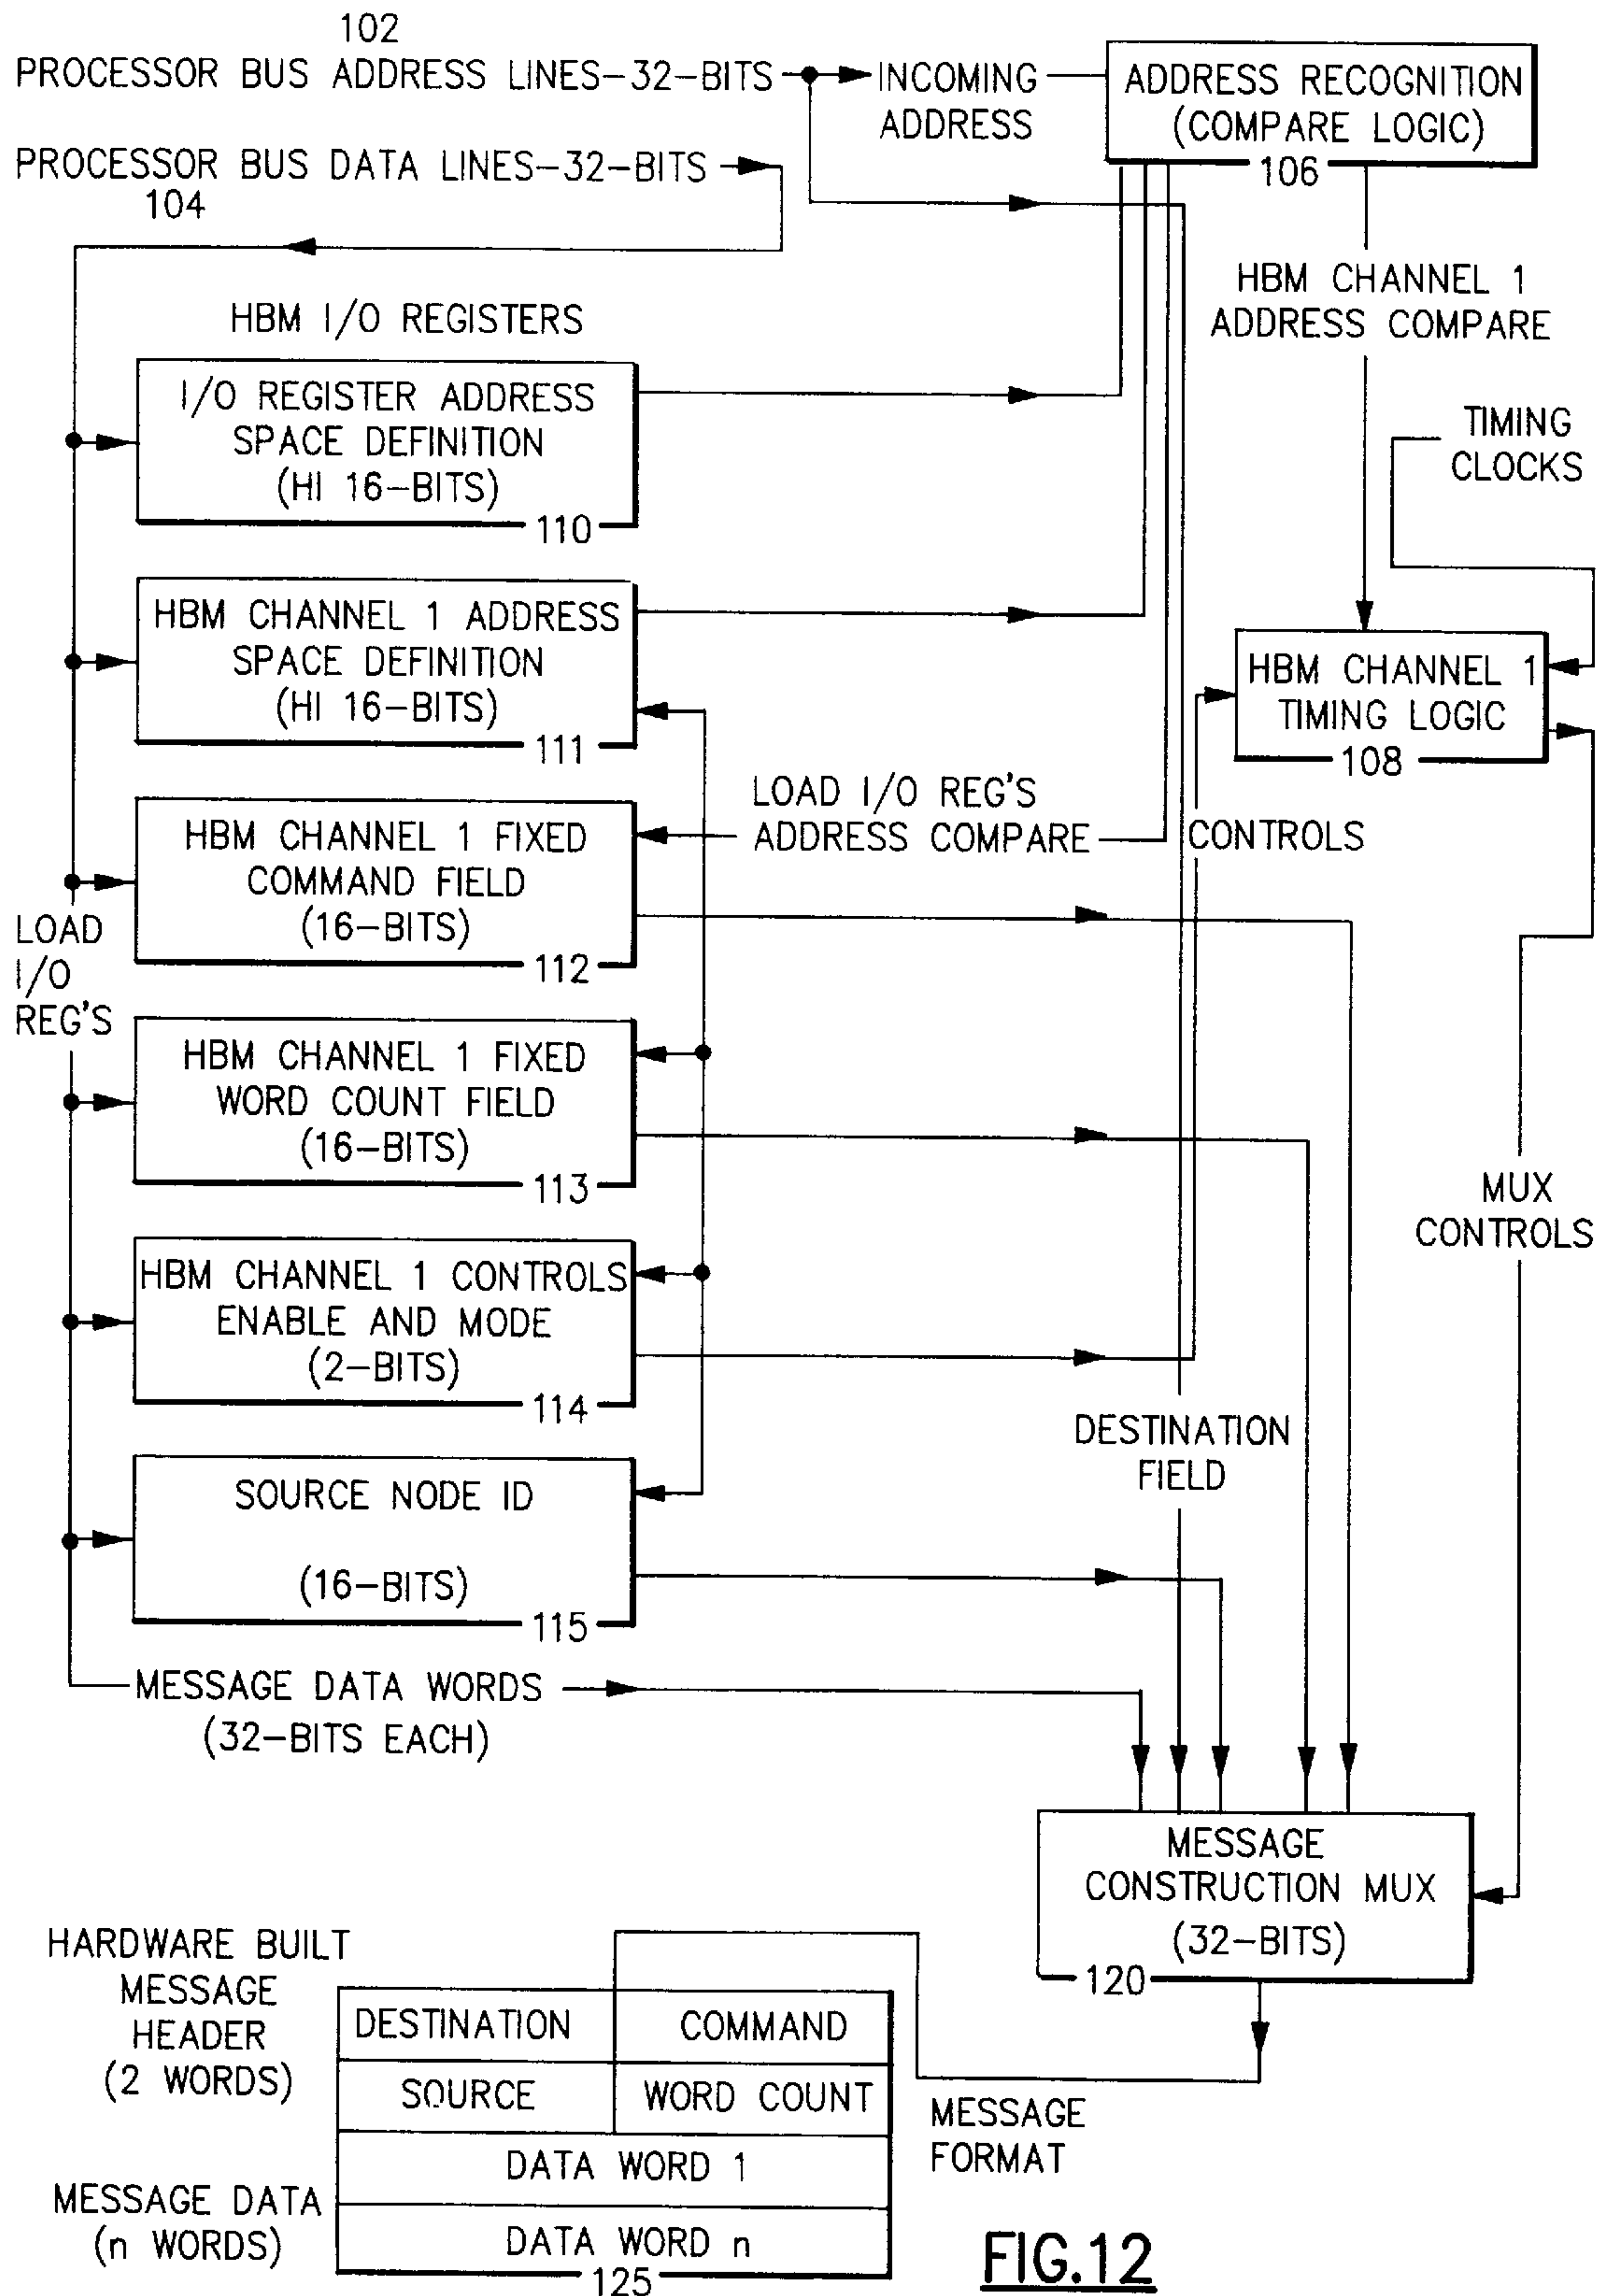 102
PROCESSOR BUS ADDRESS LINES-32-BITS
INCOMING
ADDRESS
ADDRESS RECOGNITION
(COMPARE LOGIC)
106
PROCESSOR BUS DATA LINES-32-BITS
104
HBM CHANNEL 1
ADDRESS COMPARE
HBM I/O REGISTERS
I/O REGISTER ADDRESS
SPACE DEFINITION
(HI 16-BITS)
110
TIMING
CLOCKS
HBM CHANNEL 1 ADDRESS
SPACE DEFINITION
(HI 16-BITS)
111
HBM CHANNEL 1
TIMING LOGIC
108
LOAD I/O REG'S
ADDRESS COMPARE
CONTROLS
HBM CHANNEL 1 FIXED
COMMAND FIELD
(16-BITS)
112
LOAD
I/O
REG'S
HBM CHANNEL 1 FIXED
WORD COUNT FIELD
(16-BITS)
113
MUX
CONTROLS
HBM CHANNEL 1 CONTROLS
ENABLE AND MODE
(2-BITS)
114
DESTINATION
FIELD
SOURCE NODE ID
(16-BITS)
115
MESSAGE DATA WORDS
(32-BITS EACH)
MESSAGE
CONSTRUCTION MUX
(32-BITS)
120
HARDWARE BUILT
MESSAGE
HEADER
(2 WORDS)
DESTINATION
COMMAND
SOURCE
WORD COUNT
MESSAGE
FORMAT
DATA WORD 1
MESSAGE DATA
(n WORDS)
DATA WORD n
125
FIG.12